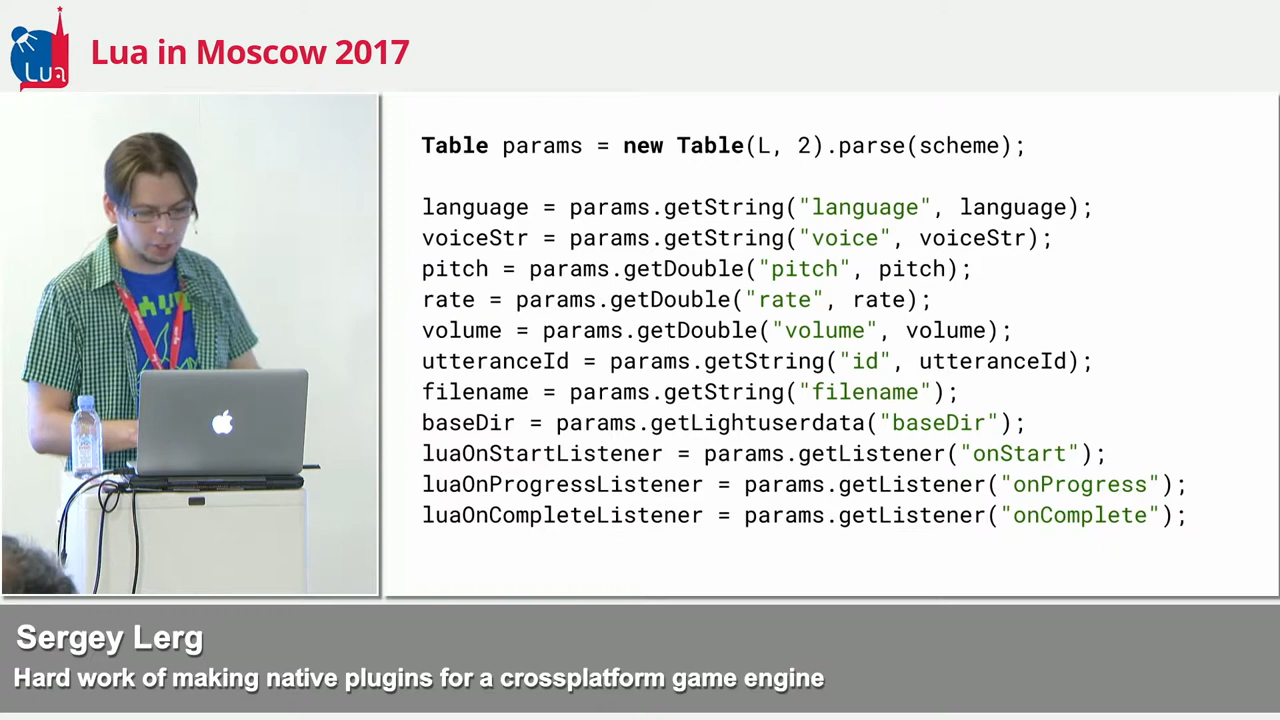 Lua
Lua in Moscow 2017
Table params = new Table(L, 2).parse(scheme);
language = params.getString("language", language);
voiceStr = params.getString("voice", voiceStr);
pitch = params.getDouble("pitch", pitch);
rate = params.getDouble("rate", rate);
volume = params.getDouble("volume", volume);
utteranceId = params.getString("id", utteranceId);
filename = params.getString("filename");
baseDir = params.getLightuserdata("baseDir");
luaOnStartListener = params.getListener("onStart");
luaOnProgressListener = params.getListener("onProgress");
luaOnCompleteListener = params.getListener("onComplete");
Sergey Lerg
Hard work of making native plugins for a crossplatform game engine